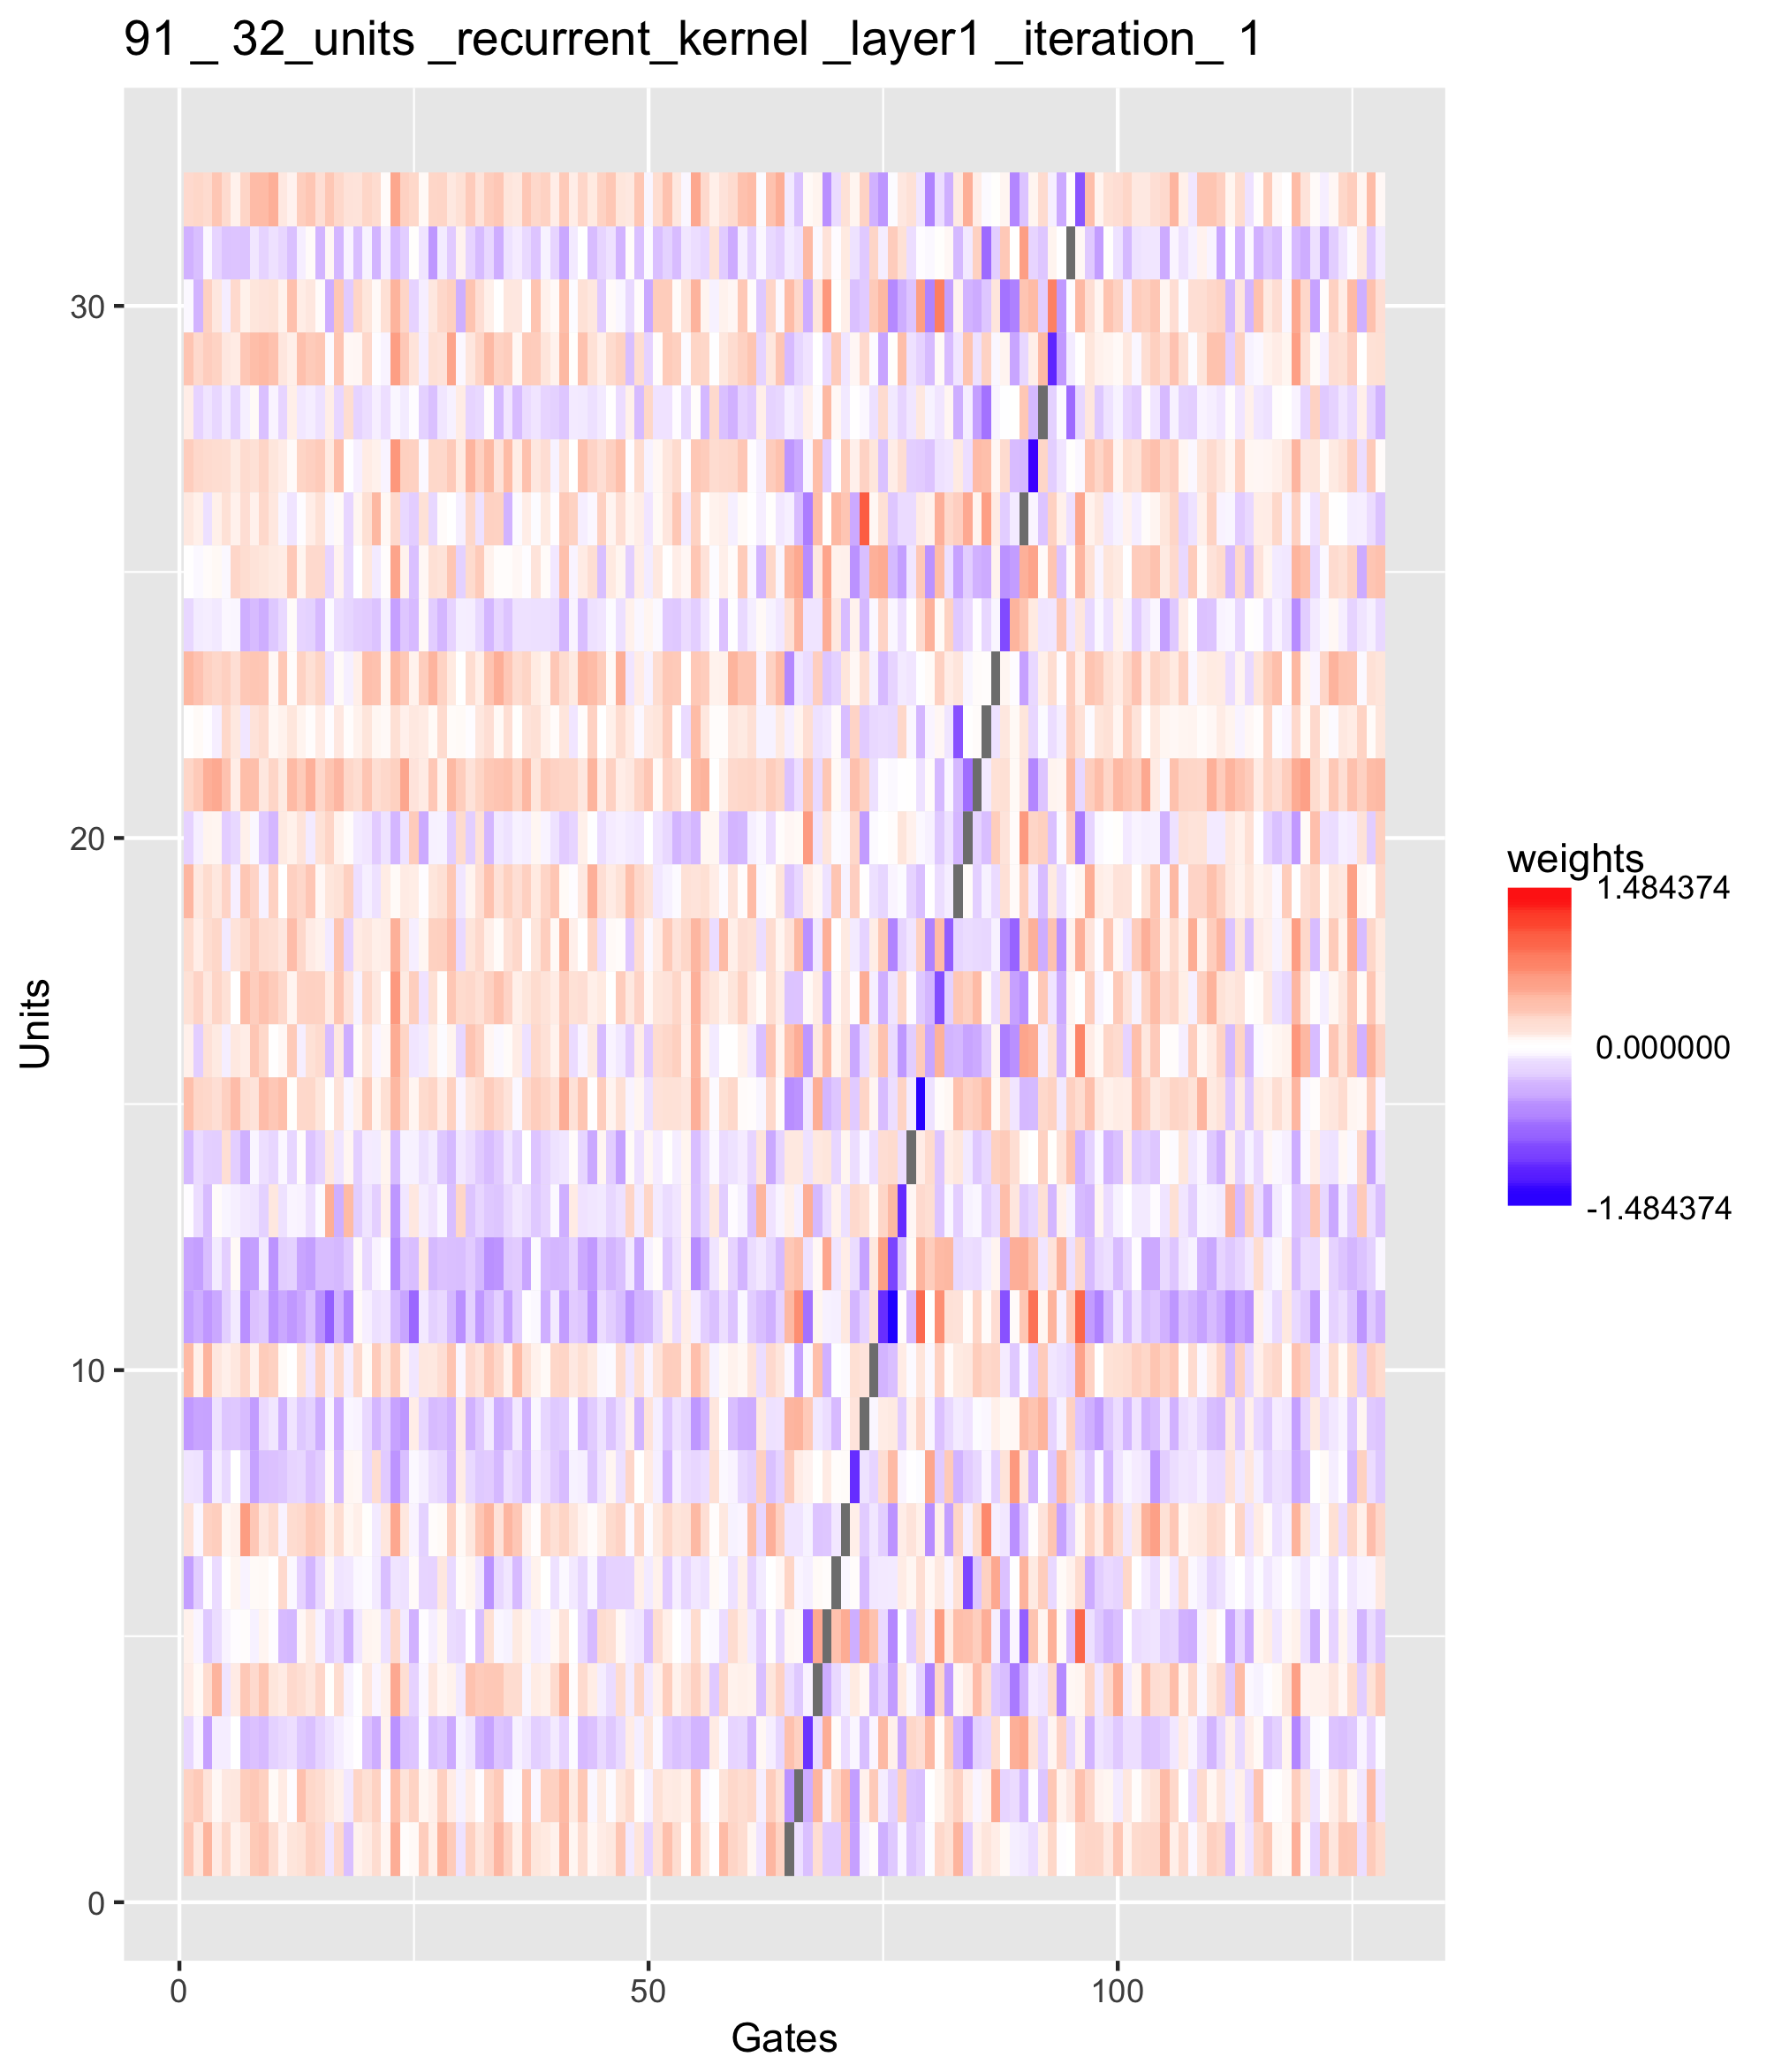 91 _ 32_units _recurrent_kernel _layer1 _iteration_ 1
30
20
10
0
Units
0 50 100
Gates
weights
1.484374
0.000000
-1.484374